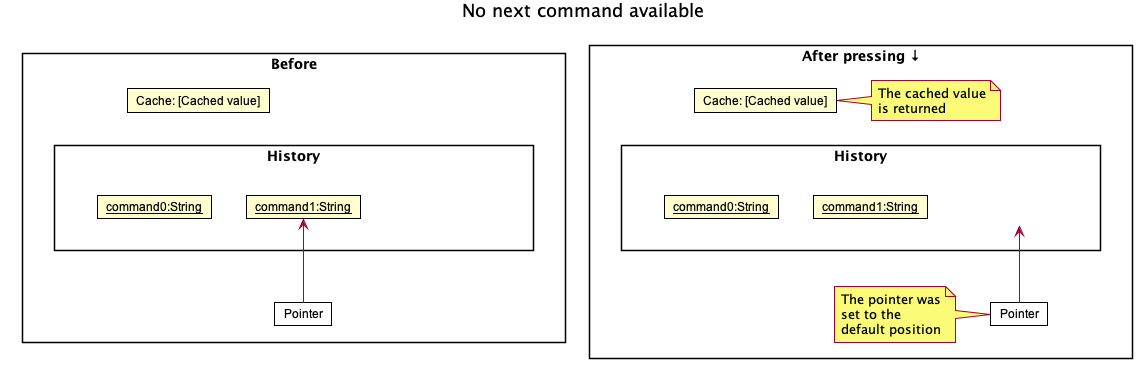 No next command available
Before
Cache: [Cached value]
History
command0:String
command1:String
Pointer
After pressing ↓
Cache: [Cached value]
The cached value
is returned
History
command0:String
command1:String
The pointer was
set to the
default position
Pointer